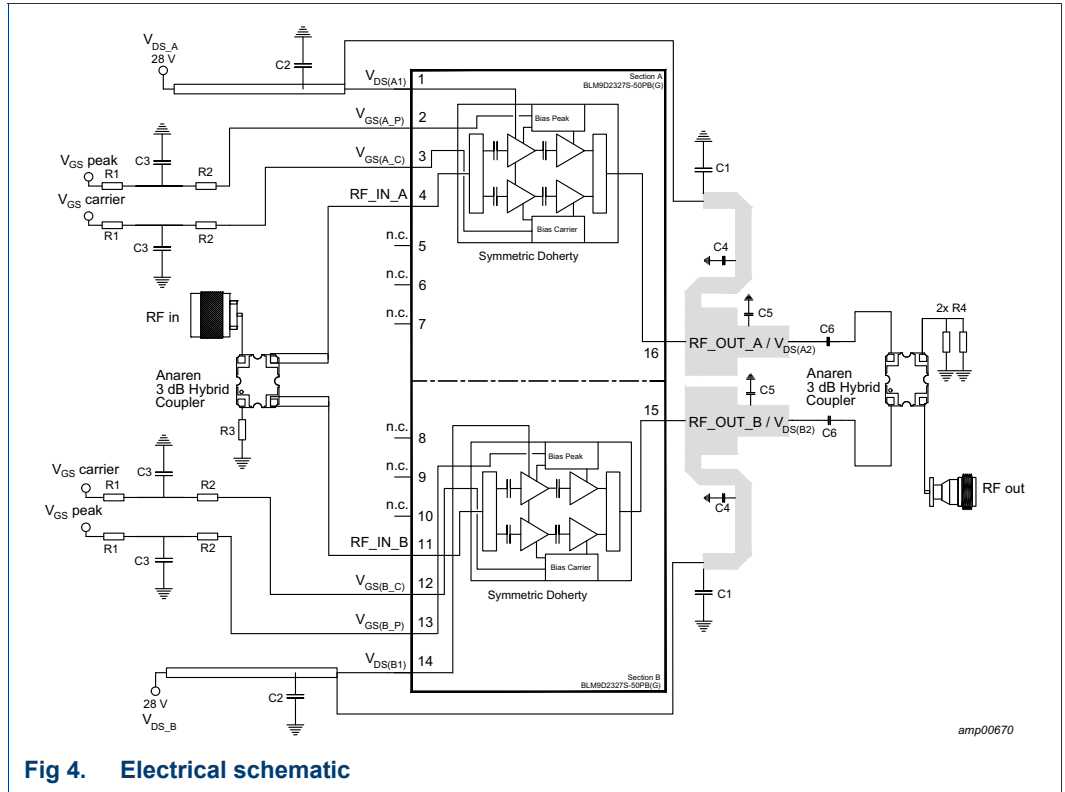 V_DS_A
28 V
C2
V_DS(A1)
1
Section A
BLM9D2327S-50PB(G)
V_GS(A_P)
2
Bias Peak
C3
V_GS peak
R1
R2
V_GS(A_C)
3
C1
V_GS carrier
R1
C3
R2
RF_IN_A
4
Bias Carrier
n.c.
5
Symmetric Doherty
C4
n.c.
6
RF in
n.c.
7
C5
C6
2x R4
16
RF_OUT_A / V_DS(A2)
Anaren
3 dB Hybrid
Coupler
Anaren
3 dB Hybrid
Coupler
C5
15
RF_OUT_B / V_DS(B2)
C6
R3
n.c.
8
Bias Peak
V_GS carrier
C3
R1
R2
n.c.
9
RF out
V_GS peak
n.c.
10
C4
R1
C3
R2
RF_IN_B
11
Bias Carrier
V_GS(B_C)
12
Symmetric Doherty
C1
V_GS(B_P)
13
V_DS(B1)
14
Section B
BLM9D2327S-50PB(G)
C2
28 V
V_DS_B
amp00670
Fig 4. Electrical schematic